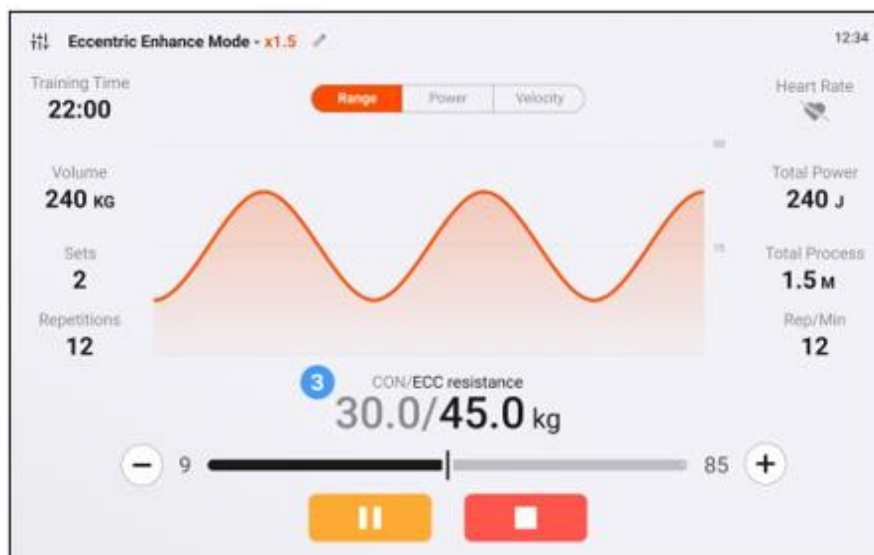 Eccentric Enhance Mode - x1.5
12:34
Training Time
22:00
Range Power Velocity
Heart Rate
Volume
240 KG
Total Power
240 J
Sets
2
15
Total Process
1.5 M
Repetitions
12
Rep/Min
12
3
CON/ECC resistance
30.0/45.0 kg
9
85